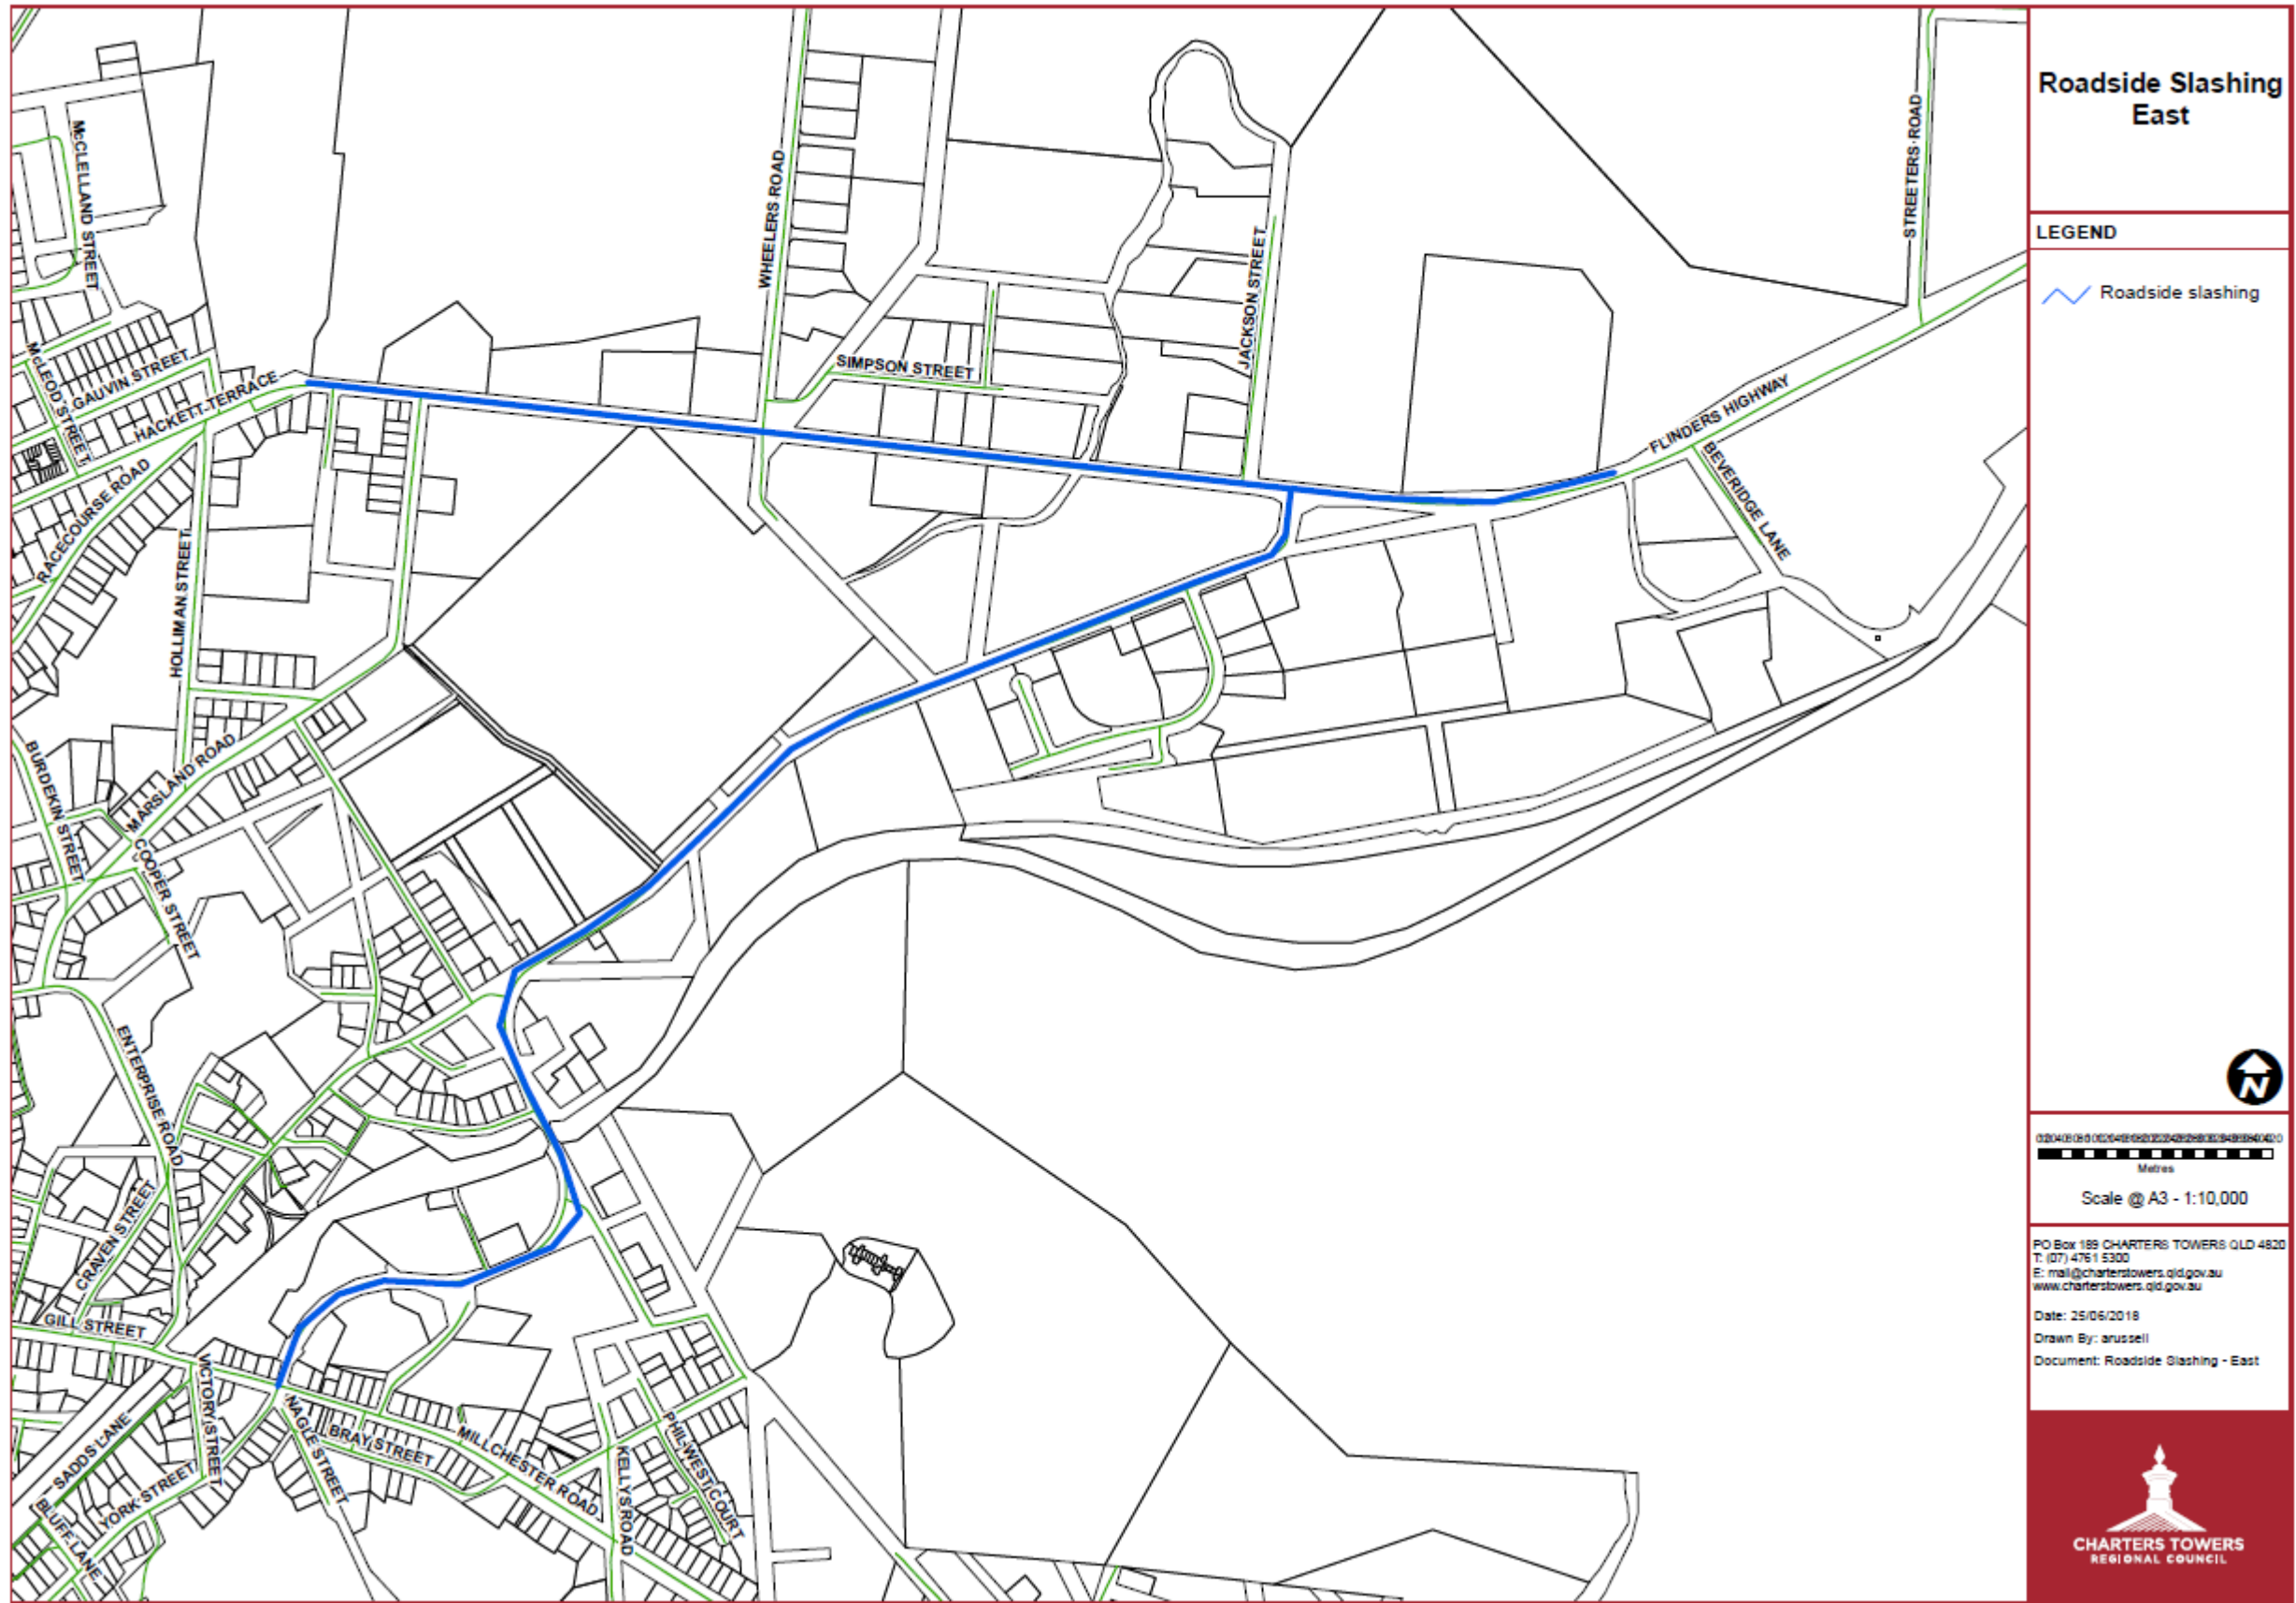 Roadside Slashing
East
LEGEND
Roadside slashing
N
Metres
Scale @ A3 - 1:10,000
PO Box 189 CHARTERS TOWERS QLD 4820
T: (07) 4761 5300
E: mail@charterstowers.qld.gov.au
www.charterstowers.qld.gov.au
Date: 25/06/2018
Drawn By: arussell
Document: Roadside Slashing - East
CHARTERS TOWERS
REGIONAL COUNCIL
McCLELLAND STREET
WHEELERS ROAD
STREETERS ROAD
JACKSON STREET
McLEOD STREET
GAUVIN STREET
HACKETT TERRACE
SIMPSON STREET
FLINDERS HIGHWAY
BEVERIDGE LANE
RACECOURSE ROAD
HOLLIMAN STREET
BURDEKIN STREET
MARSLAND ROAD
COOPER STREET
ENTERPRISE ROAD
CRAVEN STREET
GILL STREET
VICTORY STREET
NAGLE STREET
BRAY STREET
MILLCHESTER ROAD
KELLYS ROAD
PHIL WEST COURT
SADDS LANE
YORK STREET
BLUFF LANE